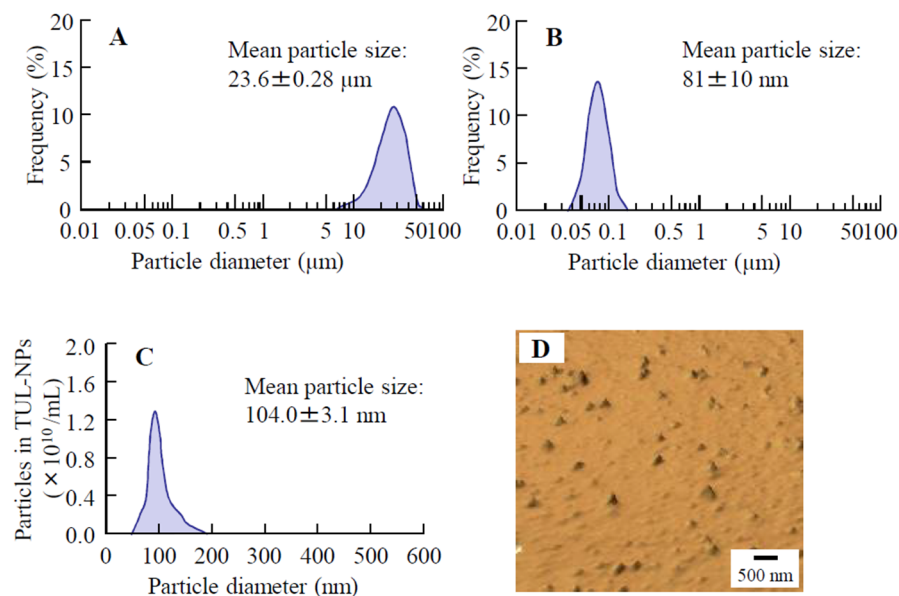 A
Mean particle size:
23.6±0.28 μm
Frequency (%)
20
15
10
5
0
0.01 0.05 0.1 0.5 1 5 10 50100
Particle diameter (μm)
B
Mean particle size:
81±10 nm
Frequency (%)
20
15
10
5
0
0.01 0.05 0.1 0.5 1 5 10 50100
Particle diameter (μm)
C
Mean particle size:
104.0±3.1 nm
Particles in TUL-NPs
(×10¹⁰/mL)
2.0
1.6
1.2
0.8
0.4
0.0
0 100 200 300 400 500 600
Particle diameter (nm)
D
500 nm